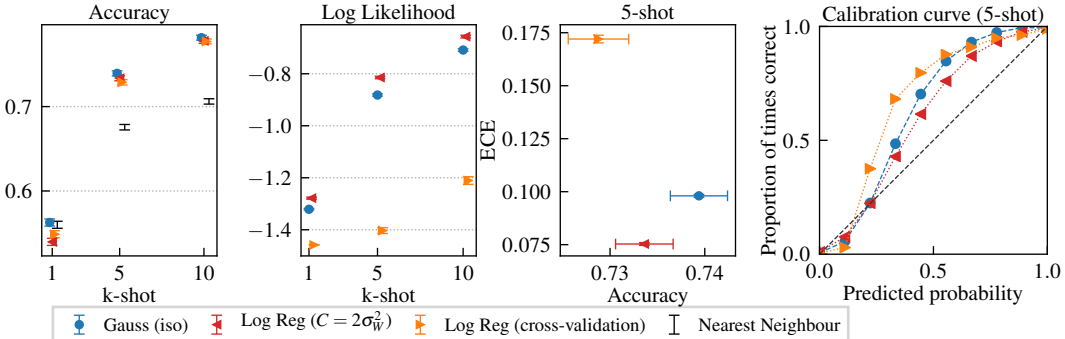 Accuracy
0.7
0.6
1
5
10
k-shot
Log Likelihood
−0.8
−1.0
−1.2
−1.4
1
5
10
k-shot
5-shot
ECE
0.175
0.150
0.125
0.100
0.075
0.73
0.74
Accuracy
Calibration curve (5-shot)
Proportion of times correct
1.0
0.5
0.0
0.0
0.5
1.0
Predicted probability
Gauss (iso)
Log Reg (C = 2σ²_W)
Log Reg (cross-validation)
Nearest Neighbour